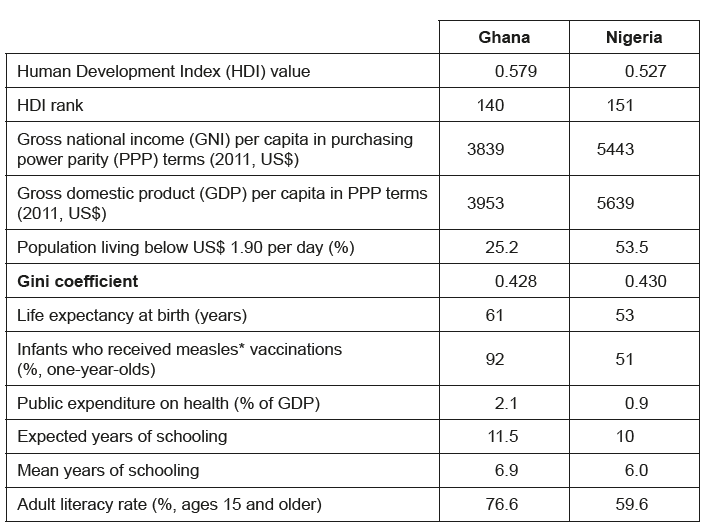 Ghana Nigeria
Human Development Index (HDI) value 0.579 0.527
HDI rank 140 151
Gross national income (GNI) per capita in purchasing
power parity (PPP) terms (2011, US$) 3839 5443
Gross domestic product (GDP) per capita in PPP terms
(2011, US$) 3953 5639
Population living below US$ 1.90 per day (%) 25.2 53.5
Gini coefficient 0.428 0.430
Life expectancy at birth (years) 61 53
Infants who received measles* vaccinations
(%, one-year-olds) 92 51
Public expenditure on health (% of GDP) 2.1 0.9
Expected years of schooling 11.5 10
Mean years of schooling 6.9 6.0
Adult literacy rate (%, ages 15 and older) 76.6 59.6